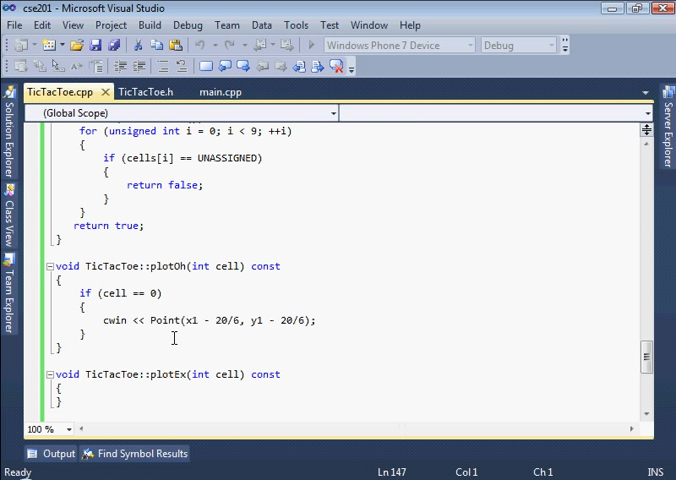 cse201 - Microsoft Visual Studio
File Edit View Project Build Debug Team Data Tools Test Window Help
Windows Phone 7 Device Debug
TicTacToe.cpp TicTacToe.h main.cpp
(Global Scope)
for (unsigned int i = 0; i < 9; ++i)
{
if (cells[i] == UNASSIGNED)
{
return false;
}
}
return true;
}
void TicTacToe::plotOh(int cell) const
{
if (cell == 0)
{
cwin << Point(x1 - 20/6, y1 - 20/6);
}
}
void TicTacToe::plotEx(int cell) const
{
}
100 %
Solution Explorer
Class View
Team Explorer
Server Explorer
Output Find Symbol Results
Ready Ln 147 Col 1 Ch 1 INS